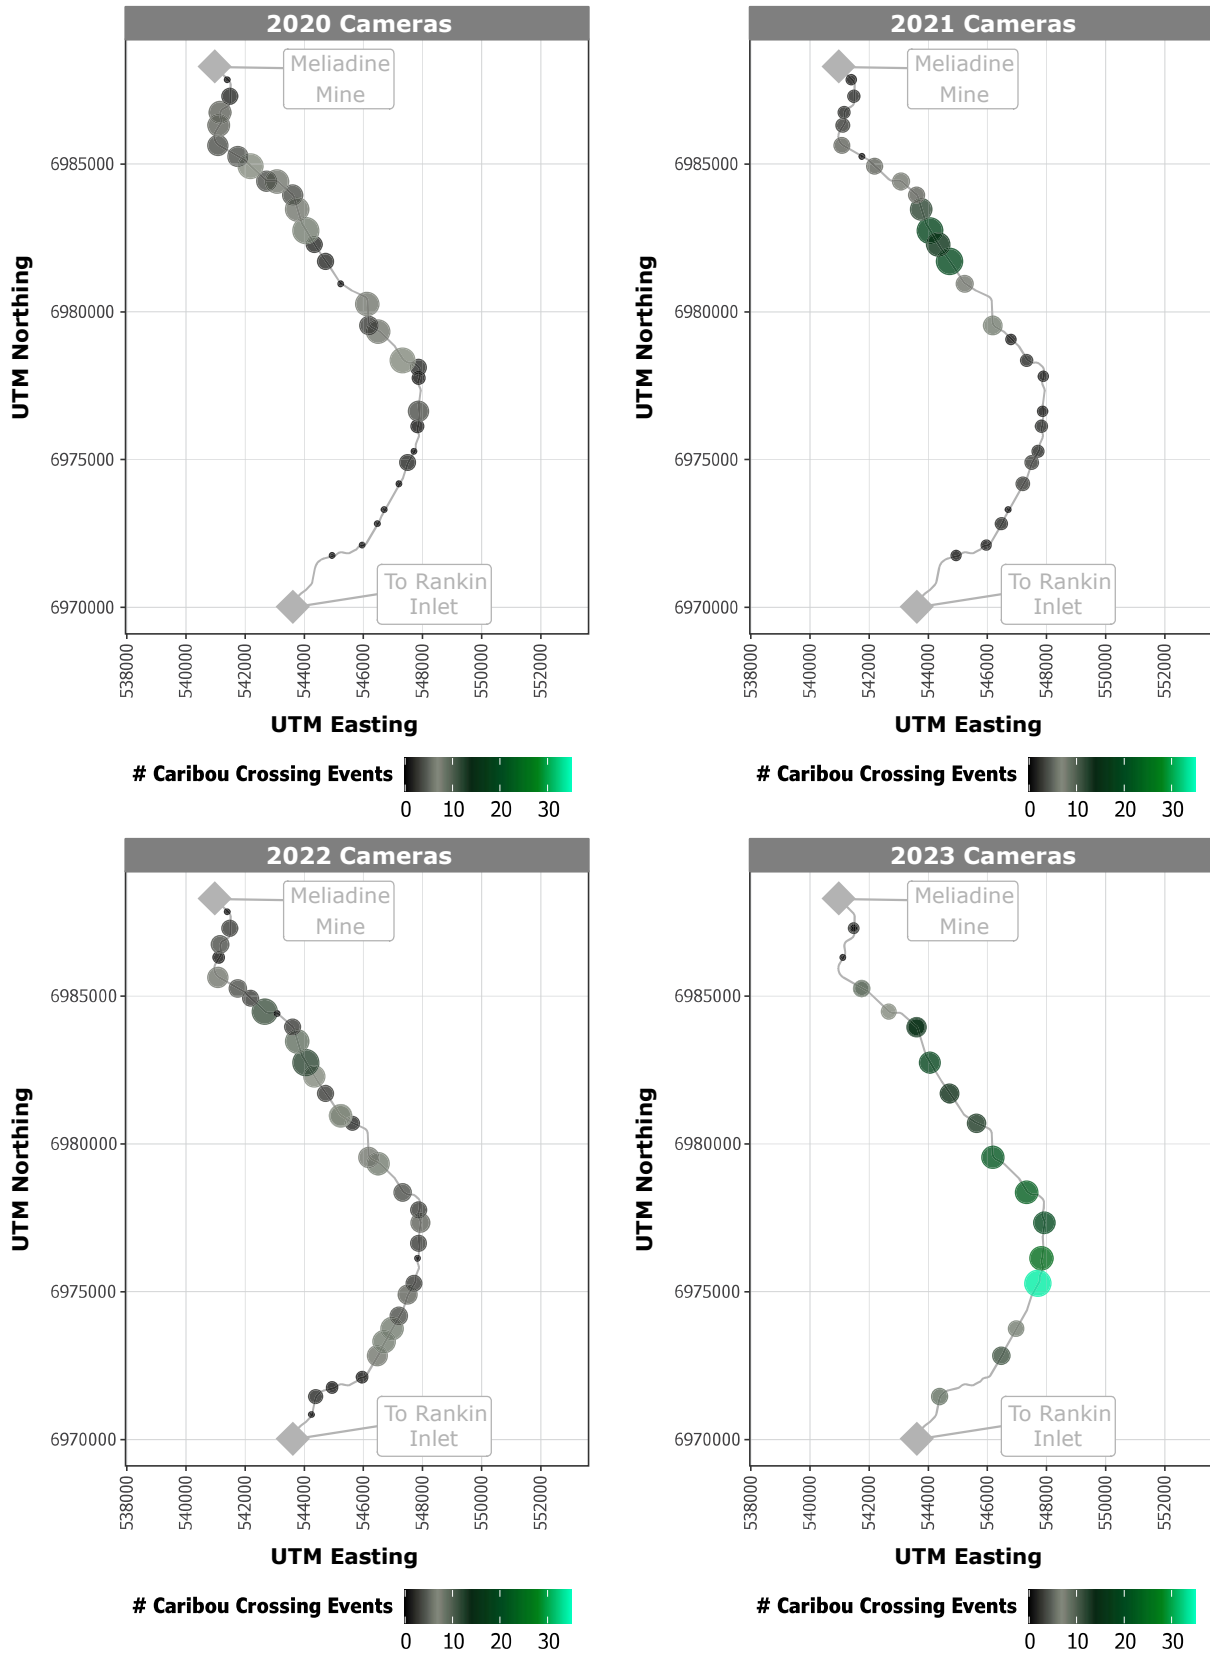 2020 Cameras
Meliadine
Mine
6985000
6980000
6975000
6970000
UTM Northing
To Rankin
Inlet
538000
540000
542000
544000
546000
548000
550000
552000
UTM Easting
# Caribou Crossing Events
0 10 20 30
2021 Cameras
Meliadine
Mine
6985000
6980000
6975000
6970000
UTM Northing
To Rankin
Inlet
538000
540000
542000
544000
546000
548000
550000
552000
UTM Easting
# Caribou Crossing Events
0 10 20 30
2022 Cameras
Meliadine
Mine
6985000
6980000
6975000
6970000
UTM Northing
To Rankin
Inlet
538000
540000
542000
544000
546000
548000
550000
552000
UTM Easting
# Caribou Crossing Events
0 10 20 30
2023 Cameras
Meliadine
Mine
6985000
6980000
6975000
6970000
UTM Northing
To Rankin
Inlet
538000
540000
542000
544000
546000
548000
550000
552000
UTM Easting
# Caribou Crossing Events
0 10 20 30